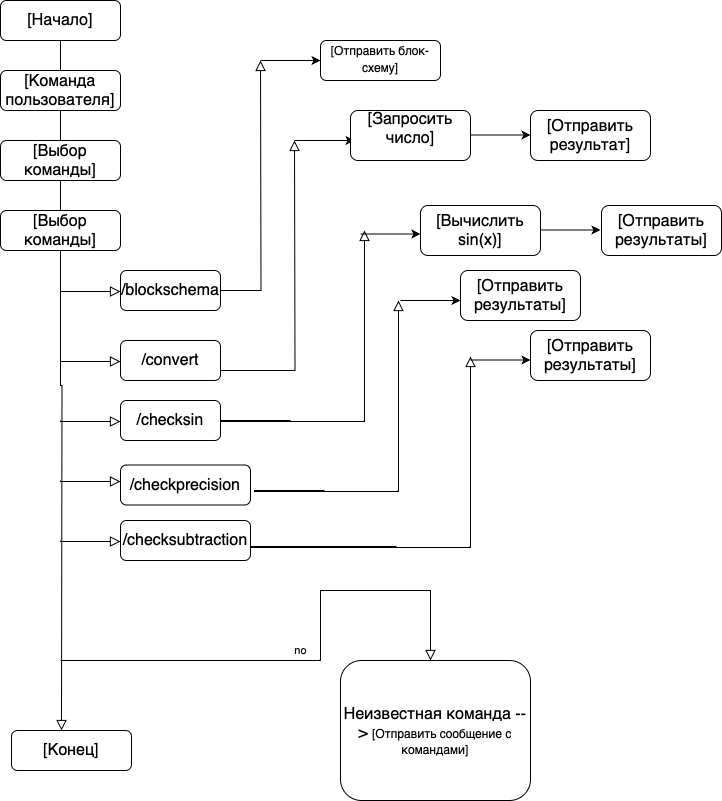 [Начало]
[Отправить блок-
схему]
[Команда
пользователя]
[Запросить
число]
[Отправить
результат]
[Выбор
команды]
[Выбор
команды]
[Вычислить
sin(x)]
[Отправить
результаты]
/blockschema
[Отправить
результаты]
/convert
[Отправить
результаты]
/checksin
/checkprecision
/checksubtraction
no
Неизвестная команда --
> [Отправить сообщение с
командами]
[Конец]